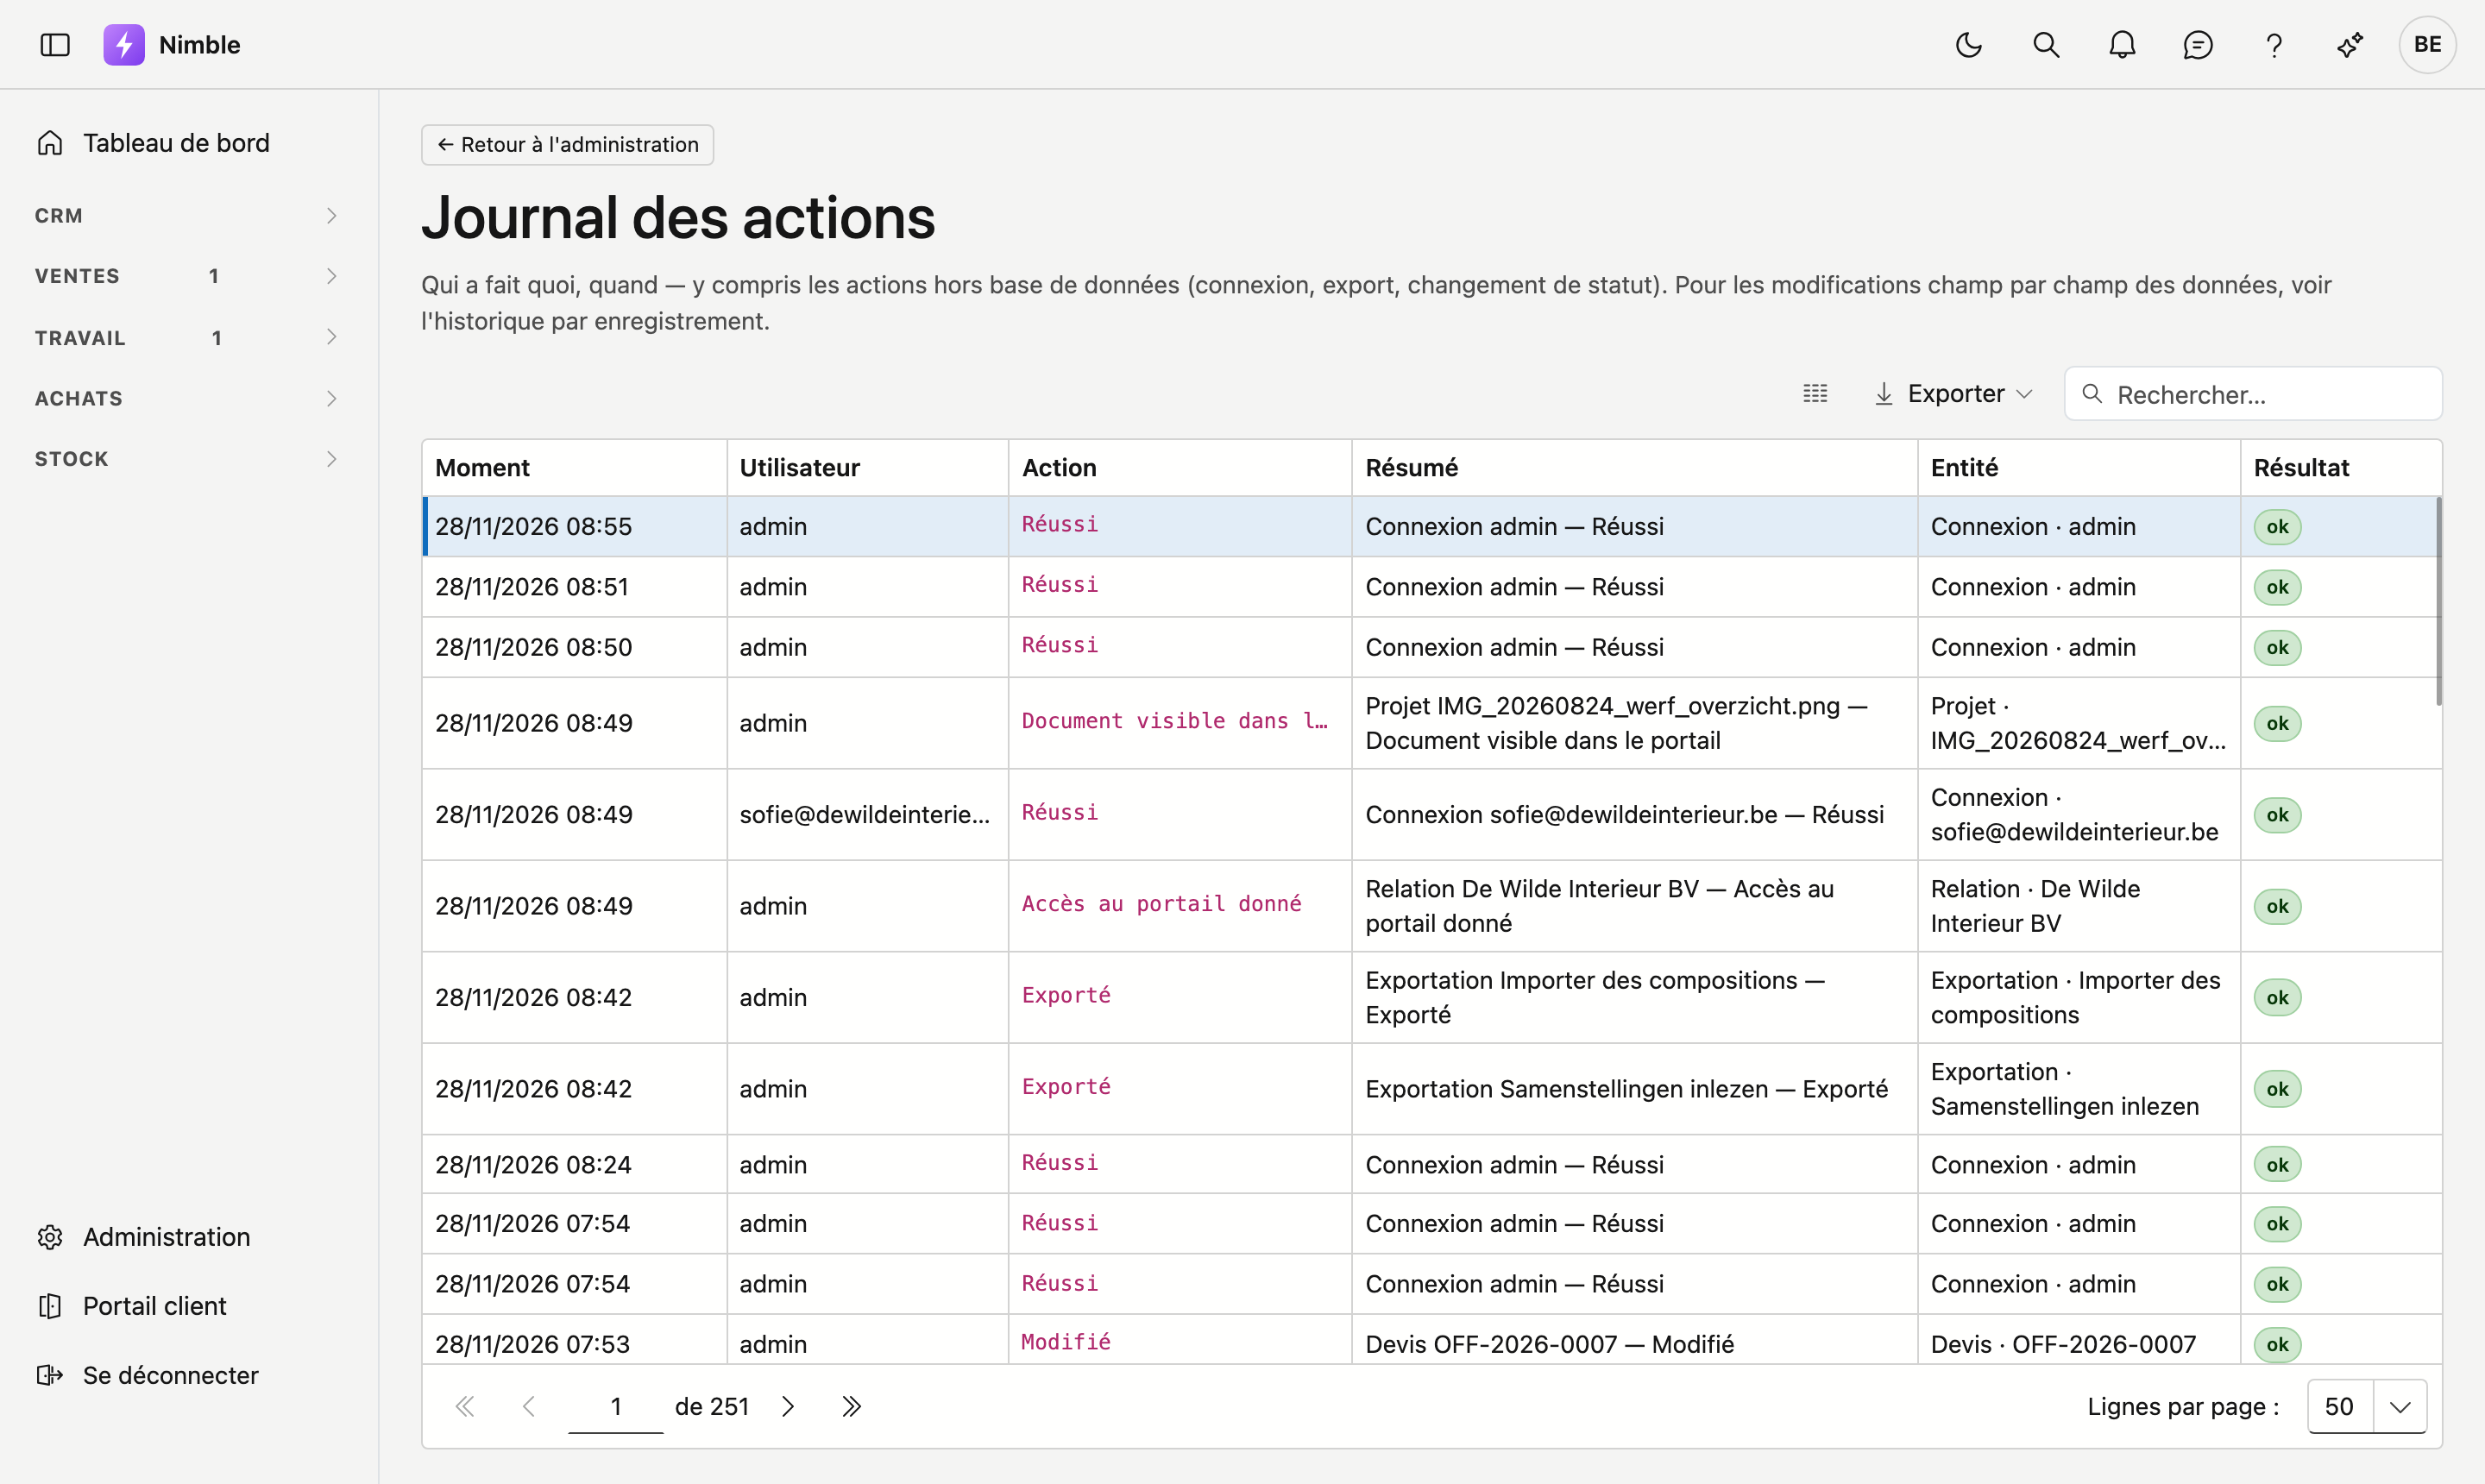 Nimble
BE
Tableau de bord
CRM
VENTES 1
TRAVAIL 1
ACHATS
STOCK
Administration
Portail client
Se déconnecter
← Retour à l'administration
Journal des actions
Qui a fait quoi, quand — y compris les actions hors base de données (connexion, export, changement de statut). Pour les modifications champ par champ des données, voir
l'historique par enregistrement.
Exporter
Rechercher...
Moment Utilisateur Action Résumé Entité Résultat
28/11/2026 08:55 admin Réussi Connexion admin — Réussi Connexion · admin ok
28/11/2026 08:51 admin Réussi Connexion admin — Réussi Connexion · admin ok
28/11/2026 08:50 admin Réussi Connexion admin — Réussi Connexion · admin ok
28/11/2026 08:49 admin Document visible dans l… Projet IMG_20260824_werf_overzicht.png — Document visible dans le portail Projet · IMG_20260824_werf_ov... ok
28/11/2026 08:49 sofie@dewildeinterie... Réussi Connexion sofie@dewildeinterieur.be — Réussi Connexion · sofie@dewildeinterieur.be ok
28/11/2026 08:49 admin Accès au portail donné Relation De Wilde Interieur BV — Accès au portail donné Relation · De Wilde Interieur BV ok
28/11/2026 08:42 admin Exporté Exportation Importer des compositions — Exporté Exportation · Importer des compositions ok
28/11/2026 08:42 admin Exporté Exportation Samenstellingen inlezen — Exporté Exportation · Samenstellingen inlezen ok
28/11/2026 08:24 admin Réussi Connexion admin — Réussi Connexion · admin ok
28/11/2026 07:54 admin Réussi Connexion admin — Réussi Connexion · admin ok
28/11/2026 07:54 admin Réussi Connexion admin — Réussi Connexion · admin ok
28/11/2026 07:53 admin Modifié Devis OFF-2026-0007 — Modifié Devis · OFF-2026-0007 ok
1 de 251
Lignes par page : 50